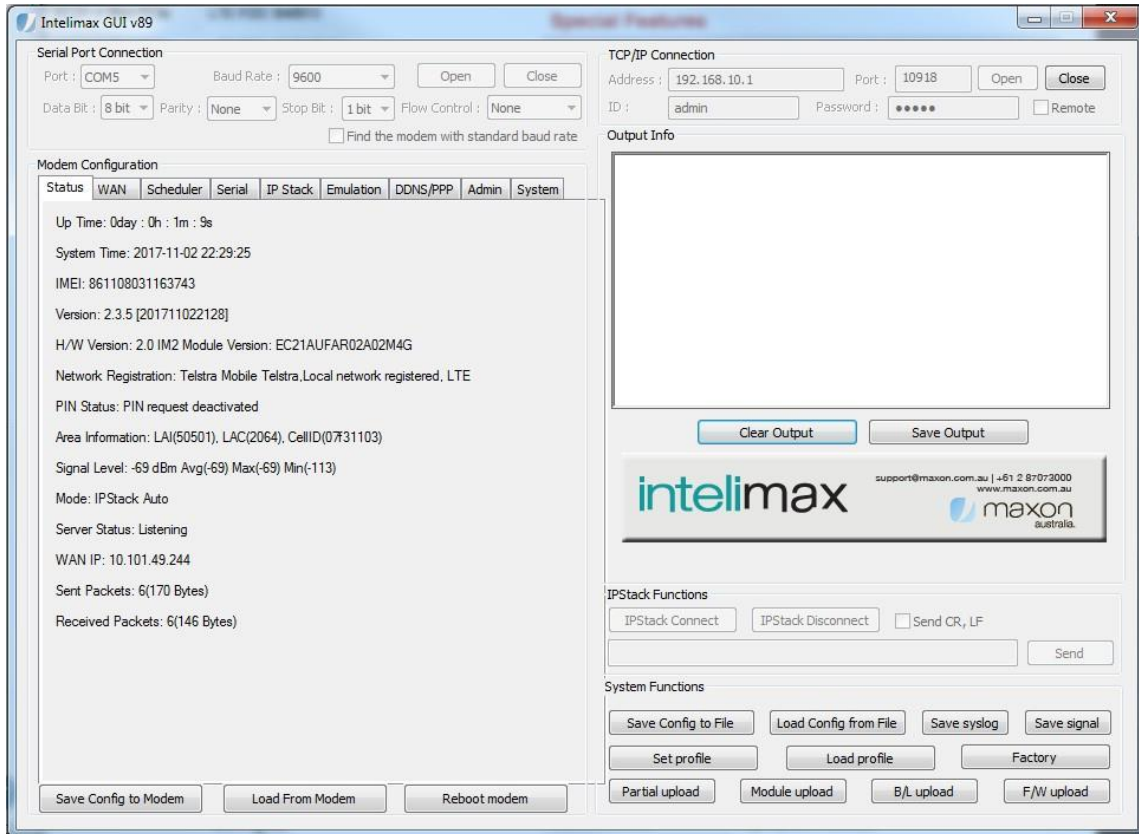 Special Features
Intelimax GUI v89
Serial Port Connection
Port : COM5 Baud Rate : 9600 Open Close
Data Bit : 8 bit Parity : None Stop Bit : 1 bit Flow Control : None
Find the modem with standard baud rate
Modem Configuration
Status WAN Scheduler Serial IP Stack Emulation DDNS/PPP Admin System
Up Time: 0day : 0h : 1m : 9s
System Time: 2017-11-02 22:29:25
IMEI: 861108031163743
Version: 2.3.5 [201711022128]
H/W Version: 2.0 IM2 Module Version: EC21AUFAR02A02M4G
Network Registration: Telstra Mobile Telstra,Local network registered, LTE
PIN Status: PIN request deactivated
Area Information: LAI(50501), LAC(2064), CellID(07F31103)
Signal Level: -69 dBm Avg(-69) Max(-69) Min(-113)
Mode: IPStack Auto
Server Status: Listening
WAN IP: 10.101.49.244
Sent Packets: 6(170 Bytes)
Received Packets: 6(146 Bytes)
Save Config to Modem Load From Modem Reboot modem
TCP/IP Connection
Address : 192.168.10.1 Port : 10918 Open Close
ID : admin Password : ●●●●● Remote
Output Info
Clear Output Save Output
intelimax
support@maxon.com.au | +61 2 87073000
www.maxon.com.au
maxon
australia.
IPStack Functions
IPStack Connect IPStack Disconnect Send CR, LF
Send
System Functions
Save Config to File Load Config from File Save syslog Save signal
Set profile Load profile Factory
Partial upload Module upload B/L upload F/W upload